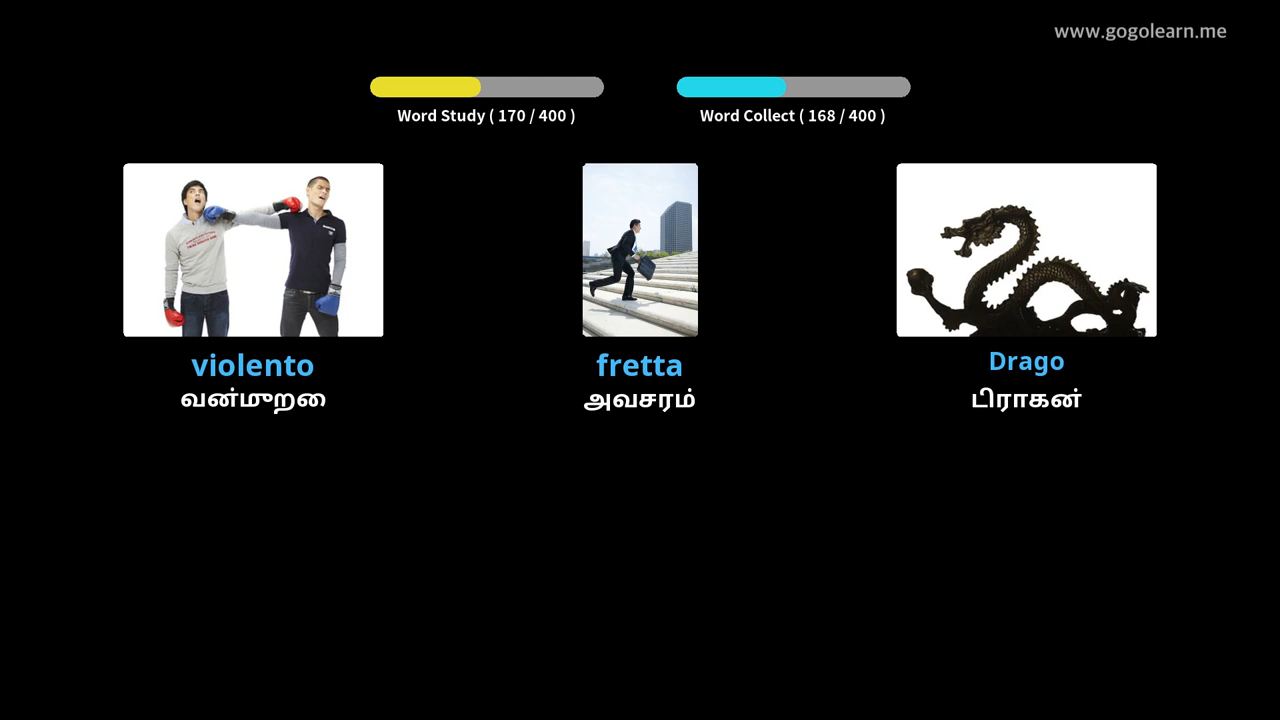 www.gogolearn.me
Word Study ( 170 / 400 )
Word Collect ( 168 / 400 )
violento
வன்முறை
fretta
அவசரம்
Drago
டிராகன்